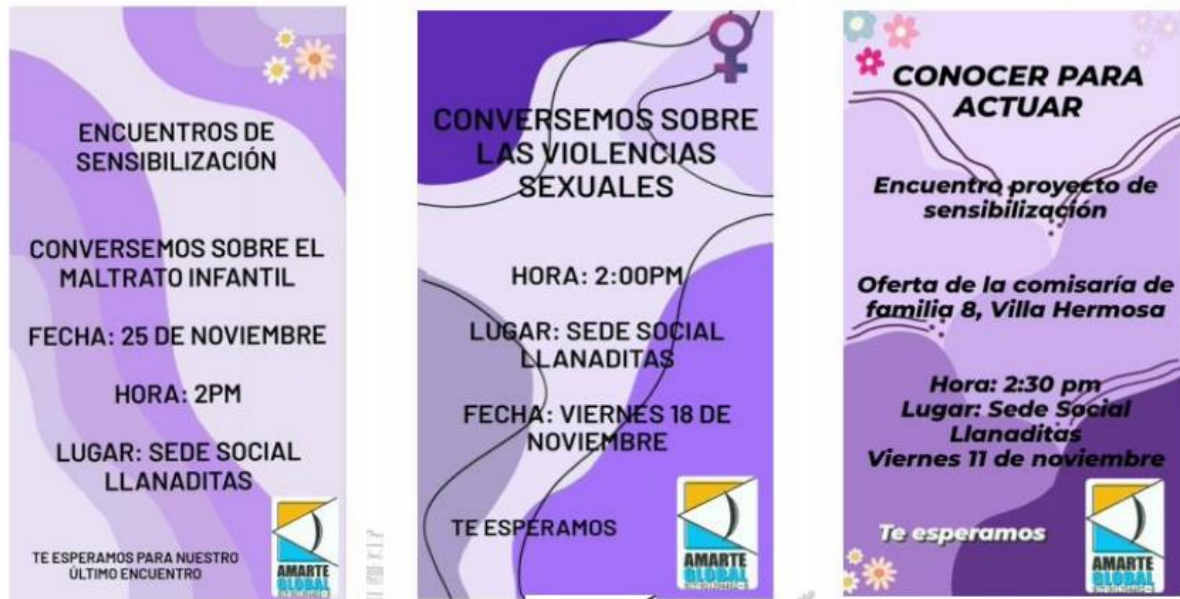 ENCUENTROS DE
SENSIBILIZACIÓN
CONVERSEMOS SOBRE EL
MALTRATO INFANTIL
FECHA: 25 DE NOVIEMBRE
HORA: 2PM
LUGAR: SEDE SOCIAL
LLANADITAS
TE ESPERAMOS PARA NUESTRO
ÚLTIMO ENCUENTRO
AMARTE
GLOBAL
CONVERSEMOS SOBRE
LAS VIOLENCIAS
SEXUALES
HORA: 2:00PM
LUGAR: SEDE SOCIAL
LLANADITAS
FECHA: VIERNES 18 DE
NOVIEMBRE
TE ESPERAMOS
AMARTE
GLOBAL
CONOCER PARA
ACTUAR
Encuentro proyecto de
sensibilización
Oferta de la comisaría de
familia 8, Villa Hermosa
Hora: 2:30 pm
Lugar: Sede Social
Llanaditas
Viernes 11 de noviembre
Te esperamos
AMARTE
GLOBAL